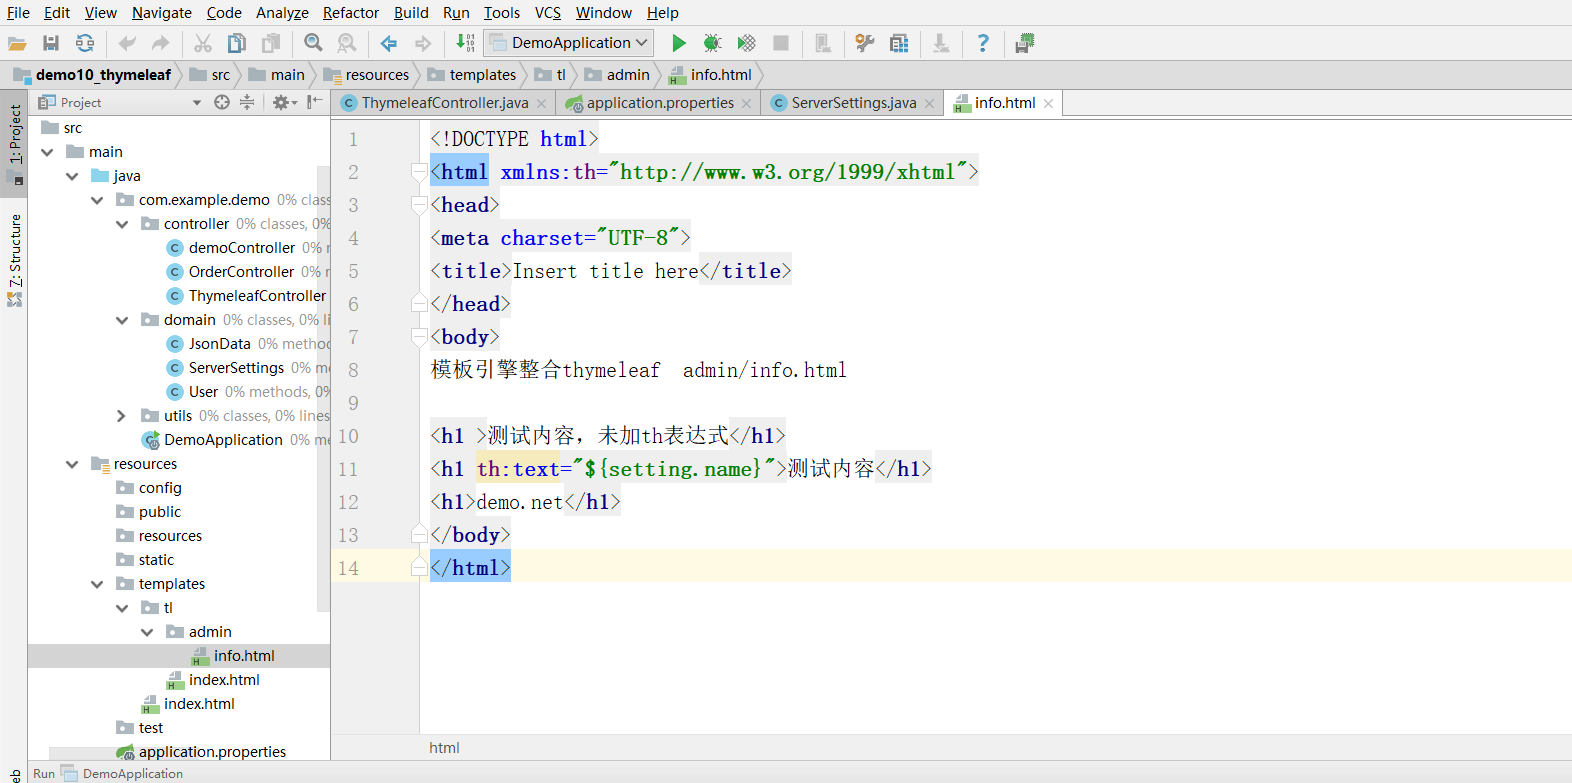 File Edit View Navigate Code Analyze Refactor Build Run Tools VCS Window Help
DemoApplication
demo10_thymeleaf src main resources templates tl admin info.html
Project ThymeleafController.java application.properties ServerSettings.java info.html
1: Project
7: Structure
src
main
java
com.example.demo 0% class
controller 0% classes, 0%
demoController 0%
OrderController 0%
ThymeleafController
domain 0% classes, 0% li
JsonData 0% metho
ServerSettings 0% m
User 0% methods, 0%
utils 0% classes, 0% lines
DemoApplication 0% me
resources
config
public
resources
static
templates
tl
admin
info.html
index.html
index.html
test
application.properties
1 <!DOCTYPE html>
2 <html xmlns:th="http://www.w3.org/1999/xhtml">
3 <head>
4 <meta charset="UTF-8">
5 <title>Insert title here</title>
6 </head>
7 <body>
8 模板引擎整合thymeleaf admin/info.html
9
10 <h1 >测试内容，未加th表达式</h1>
11 <h1 th:text="${setting.name}">测试内容</h1>
12 <h1>demo.net</h1>
13 </body>
14 </html>
html
eb
Run DemoApplication